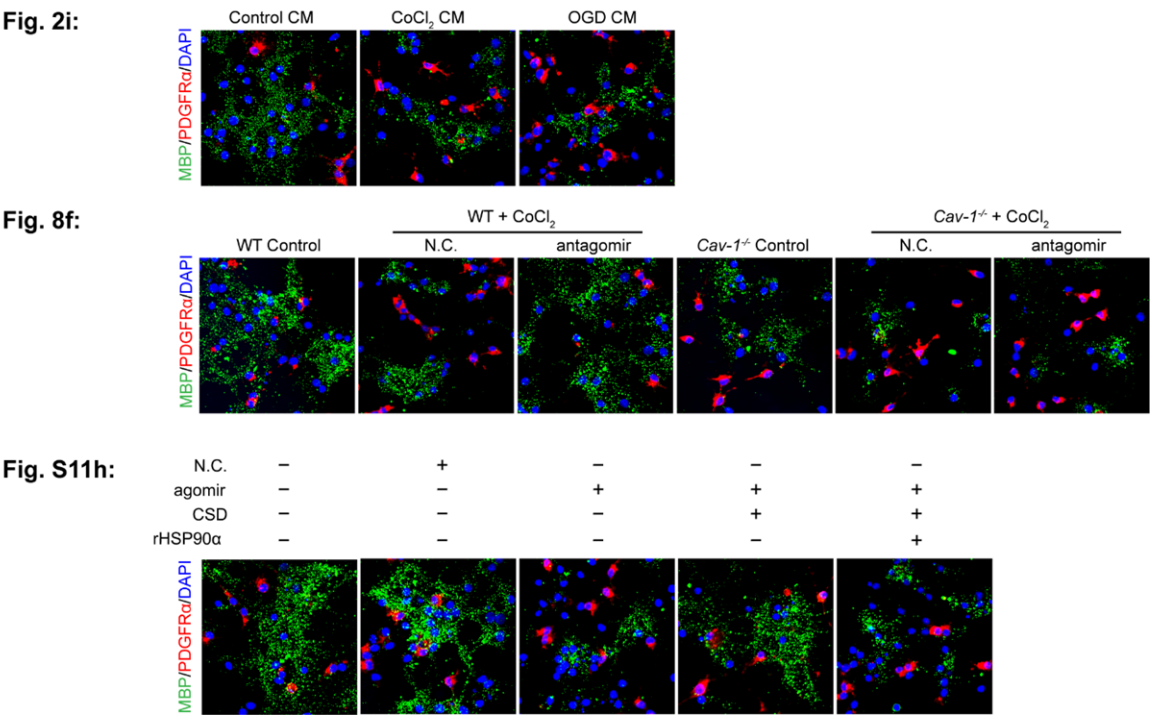 Fig. 2i:
Control CM CoCl₂ CM OGD CM
MBP/PDGFRα/DAPI
Fig. 8f:
WT + CoCl₂ Cav-1⁻/⁻ + CoCl₂
WT Control N.C. antagomir Cav-1⁻/⁻ Control N.C. antagomir
MBP/PDGFRα/DAPI
Fig. S11h:
N.C. – + – – –
agomir – – + + +
CSD – – – + +
rHSP90α – – – – +
MBP/PDGFRα/DAPI